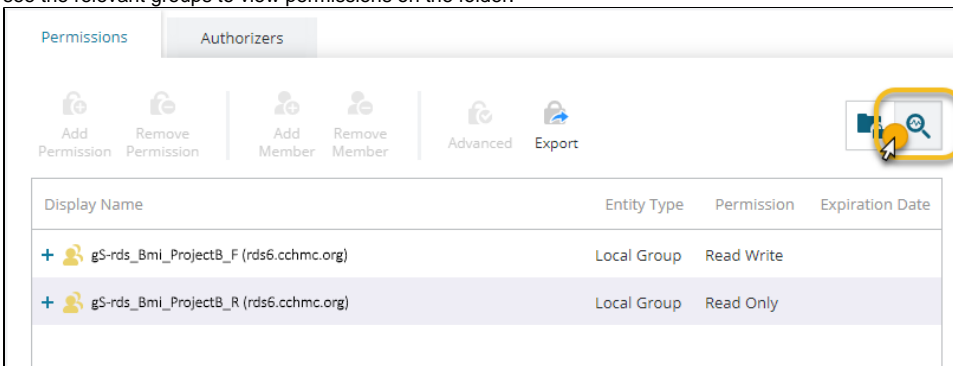 see the relevant groups to view permissions on the folder.
Permissions Authorizers
Add Permission Remove Permission Add Member Remove Member Advanced Export
Display Name Entity Type Permission Expiration Date
gS-rds_Bmi_ProjectB_F (rds6.cchmc.org) Local Group Read Write
gS-rds_Bmi_ProjectB_R (rds6.cchmc.org) Local Group Read Only